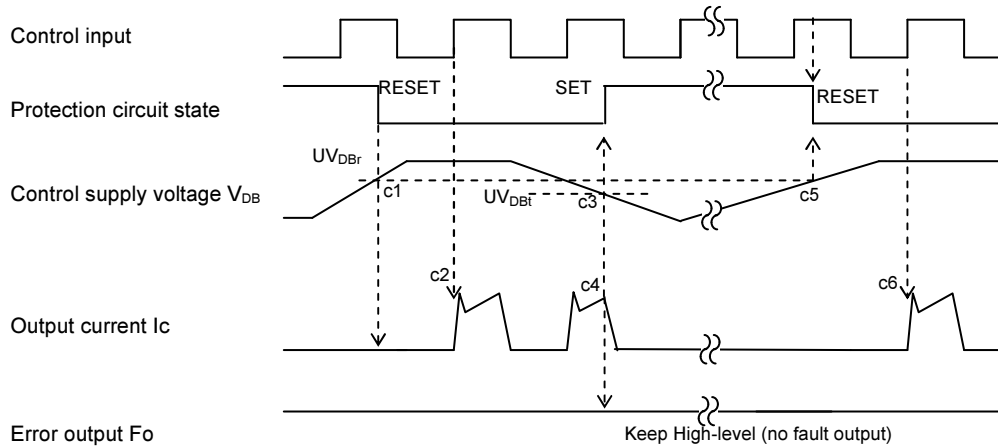 Control input
Protection circuit state
RESET
SET
RESET
UVDBr
Control supply voltage VDB
c1
UVDBt
c3
c5
c2
c4
c6
Output current Ic
Error output Fo
Keep High-level (no fault output)